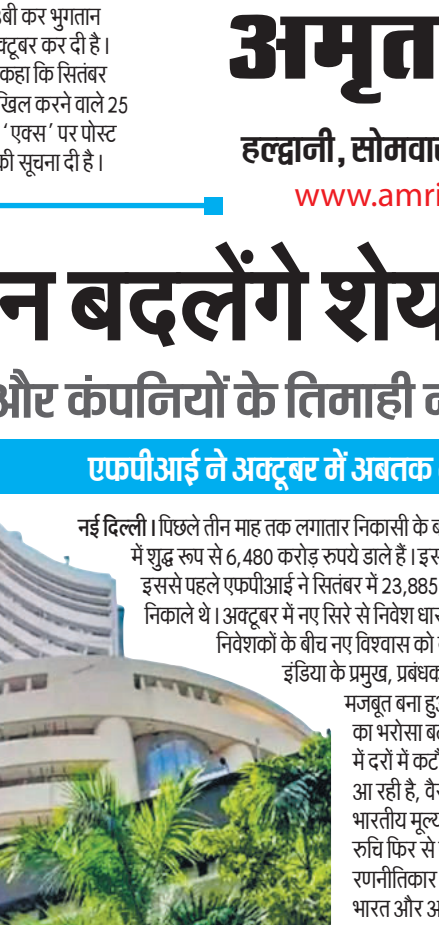 कर भुगतान
कर दी है।
कहा कि सितंबर
करने वाले 25
'एक्स' पर पोस्ट
की सूचना दी है।
अमृत
हल्द्वानी, सोमवार
www.amri
न बदलेंगे शेय
और कंपनियों के तिमाही
एफपीआई ने अक्टूबर में अबतक
नई दिल्ली। पिछले तीन माह तक लगातार निकासी के
में शुद्ध रूप से 6,480 करोड़ रुपये डाले हैं। इस
इससे पहले एफपीआई ने सितंबर में 23,885
निकाले थे। अक्टूबर में नए सिरे से निवेश
निवेशकों के बीच नए विश्वास को
इंडिया के प्रमुख, प्रबंधक
मजबूत बना
का भरोसा
में दरों में
आ रही है,
भारतीय मूल्य
रुचि फिर से
रणनीतिकार
भारत और